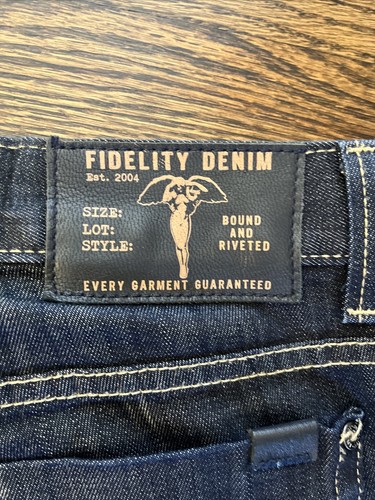 FIDELITY DENIM
Est. 2004
SIZE:
LOT:
STYLE:
BOUND
AND
RIVETED
EVERY GARMENT GUARANTEED